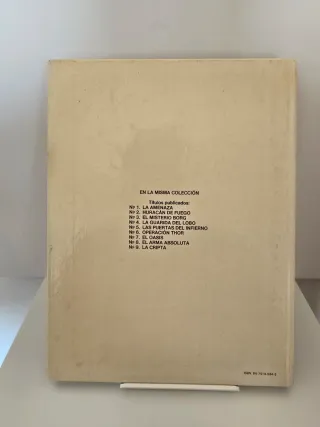 EN LA MISMA COLECCIÓN
Títulos publicados:
Nº 1. LA AMENAZA
Nº 2. HURACÁN DE FUEGO
Nº 3. EL MISTERIO BORG
Nº 4. LA GUARIDA DEL LOBO
Nº 5. LAS PUERTAS DEL INFIERNO
Nº 6. OPERACIÓN THOR
Nº 7. EL OASIS
Nº 8. EL ARMA ABSOLUTA
Nº 9. LA CRIPTA
ISBN